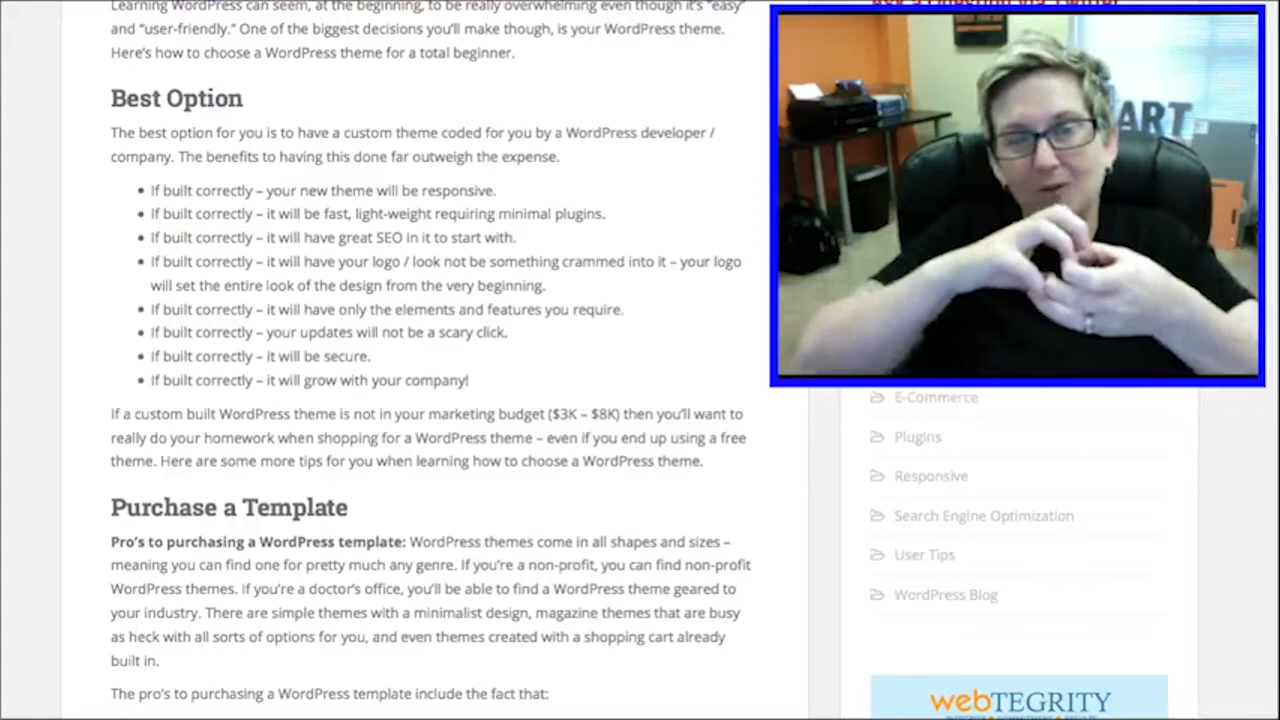 Learning WordPress can seem, at the beginning, to be really overwhelming even though it's "easy"
and "user-friendly." One of the biggest decisions you'll make though, is your WordPress theme.
Here's how to choose a WordPress theme for a total beginner.
Best Option
The best option for you is to have a custom theme coded for you by a WordPress developer /
company. The benefits to having this done far outweigh the expense.
• If built correctly – your new theme will be responsive.
• If built correctly – it will be fast, light-weight requiring minimal plugins.
• If built correctly – it will have great SEO in it to start with.
• If built correctly – it will have your logo / look not be something crammed into it – your logo
will set the entire look of the design from the very beginning.
• If built correctly – it will have only the elements and features you require.
• If built correctly – your updates will not be a scary click.
• If built correctly – it will be secure.
• If built correctly – it will grow with your company!
If a custom built WordPress theme is not in your marketing budget ($3K – $8K) then you'll want to
really do your homework when shopping for a WordPress theme – even if you end up using a free
theme. Here are some more tips for you when learning how to choose a WordPress theme.
Purchase a Template
Pro's to purchasing a WordPress template: WordPress themes come in all shapes and sizes –
meaning you can find one for pretty much any genre. If you're a non-profit, you can find non-profit
WordPress themes. If you're a doctor's office, you'll be able to find a WordPress theme geared to
your industry. There are simple themes with a minimalist design, magazine themes that are busy
as heck with all sorts of options for you, and even themes created with a shopping cart already
built in.
The pro's to purchasing a WordPress template include the fact that:
Ask a Question via Twitter
ART
E-Commerce
Plugins
Responsive
Search Engine Optimization
User Tips
WordPress Blog
webTEGRITY